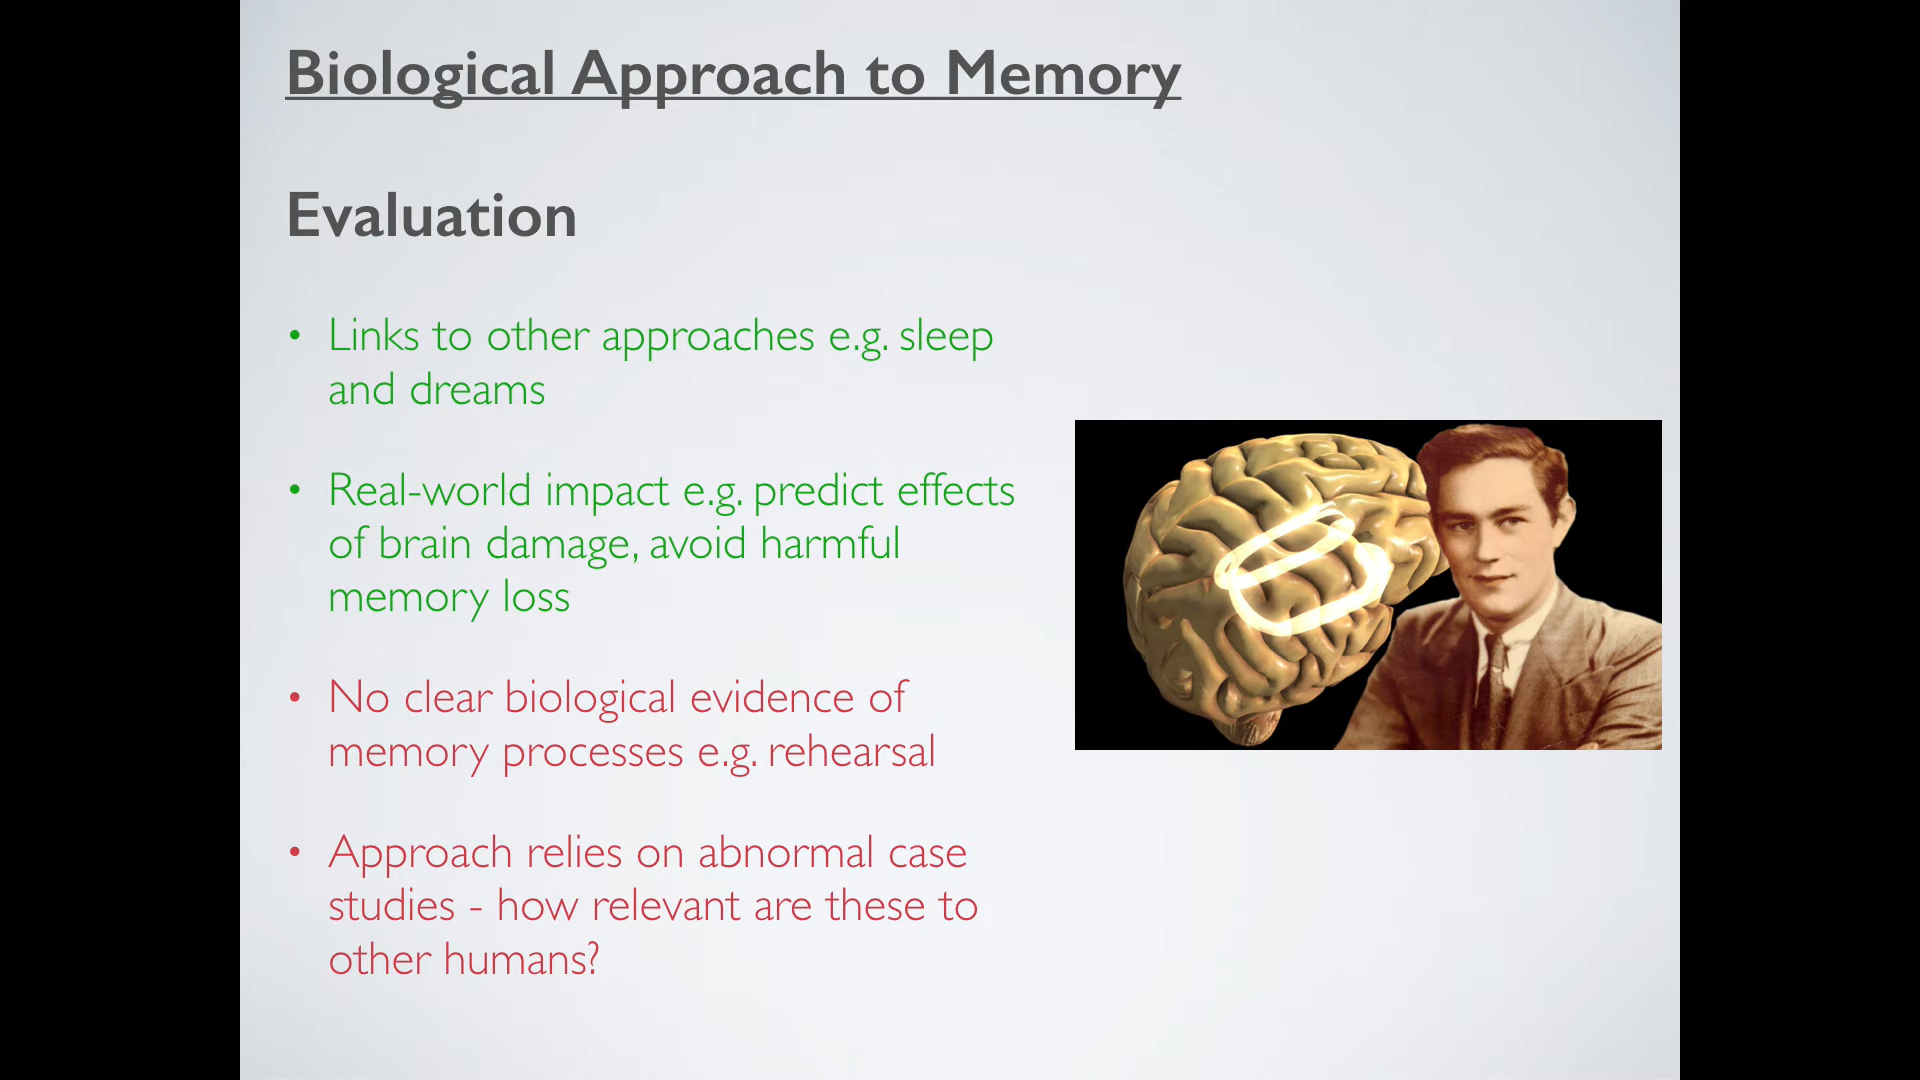 Biological Approach to Memory
Evaluation
• Links to other approaches e.g. sleep
and dreams
• Real-world impact e.g. predict effects
of brain damage, avoid harmful
memory loss
• No clear biological evidence of
memory processes e.g. rehearsal
• Approach relies on abnormal case
studies - how relevant are these to
other humans?